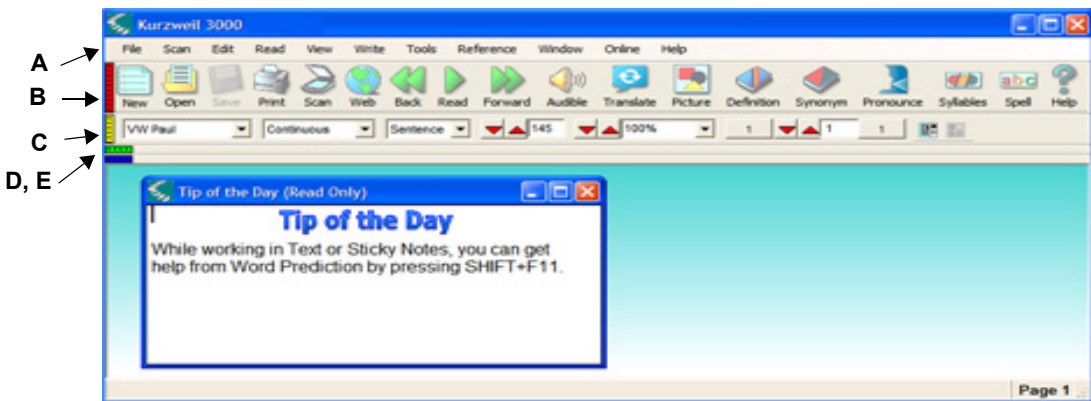 Kurzweil 3000
A
File Scan Edit Read View Write Tools Reference Window Online Help
B
New Open Save Print Scan Web Back Read Forward Audible Translate Picture Definition Synonym Pronounce Syllables Spell Help
abcd
C
VW Paul Continuous Sentence 145 100% 1 1 1
D, E
Tip of the Day (Read Only)
Tip of the Day
While working in Text or Sticky Notes, you can get
help from Word Prediction by pressing SHIFT+F11.
Page 1